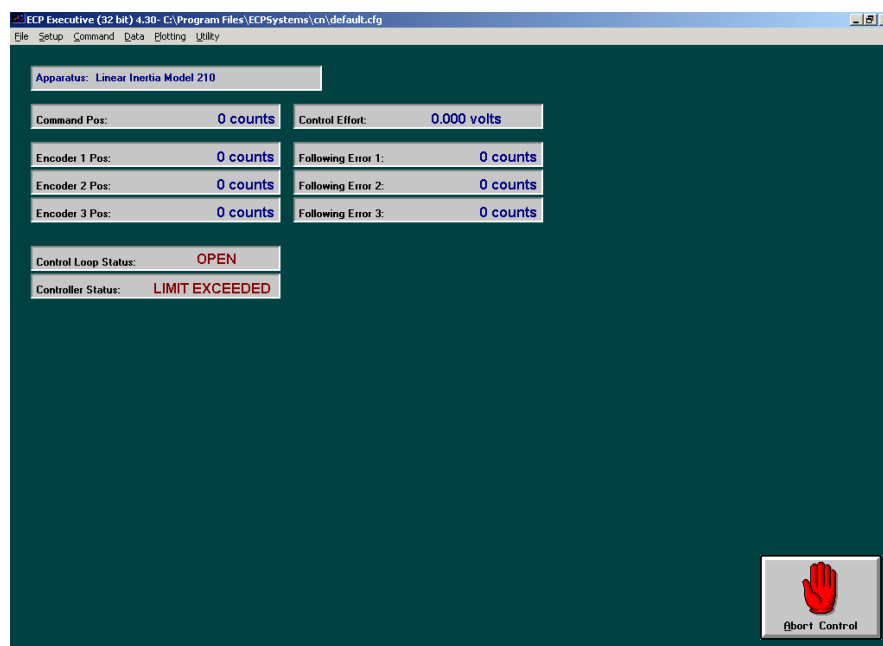 ECP Executive (32 bit) 4.30- C:\Program Files\ECPSystems\cn\default.cfg
File Setup Command Data Plotting Utility
Apparatus: Linear Inertia Model 210
Command Pos: 0 counts Control Effort: 0.000 volts
Encoder 1 Pos: 0 counts Following Error 1: 0 counts
Encoder 2 Pos: 0 counts Following Error 2: 0 counts
Encoder 3 Pos: 0 counts Following Error 3: 0 counts
Control Loop Status: OPEN
Controller Status: LIMIT EXCEEDED
Abort Control